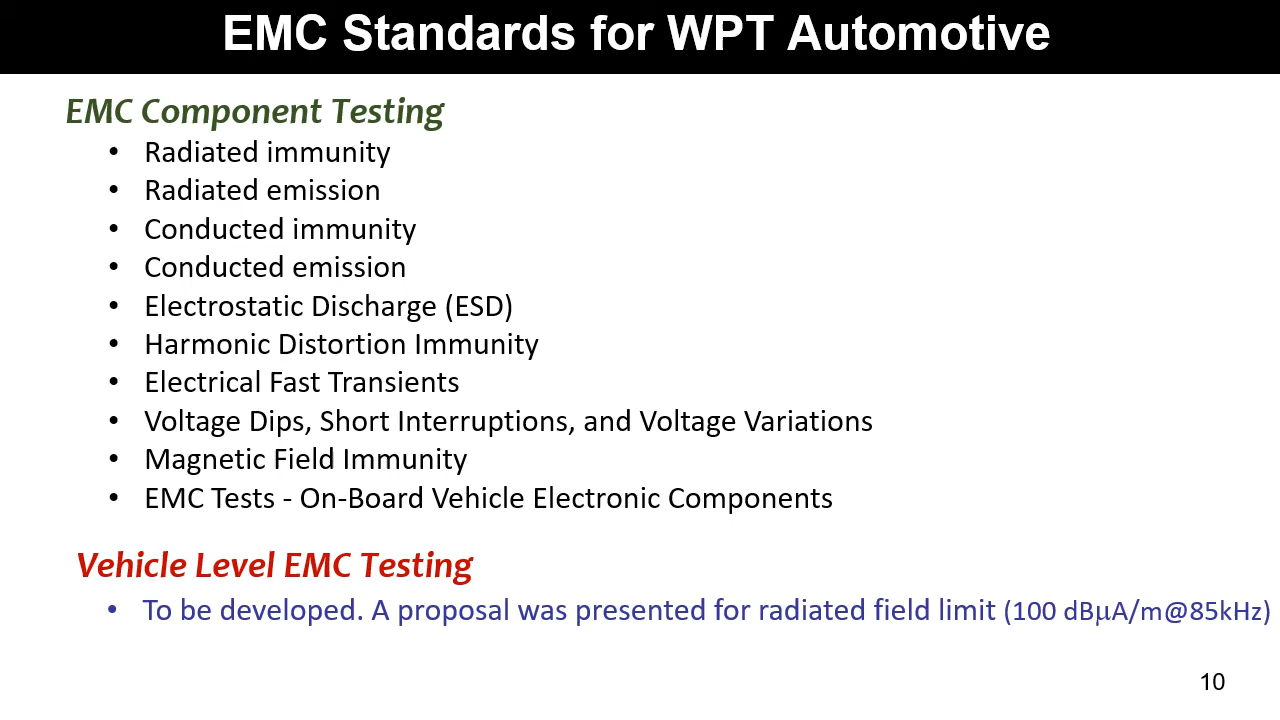 EMC Standards for WPT Automotive
EMC Component Testing
• Radiated immunity
• Radiated emission
• Conducted immunity
• Conducted emission
• Electrostatic Discharge (ESD)
• Harmonic Distortion Immunity
• Electrical Fast Transients
• Voltage Dips, Short Interruptions, and Voltage Variations
• Magnetic Field Immunity
• EMC Tests - On-Board Vehicle Electronic Components
Vehicle Level EMC Testing
• To be developed. A proposal was presented for radiated field limit (100 dBµA/m@85kHz)
10